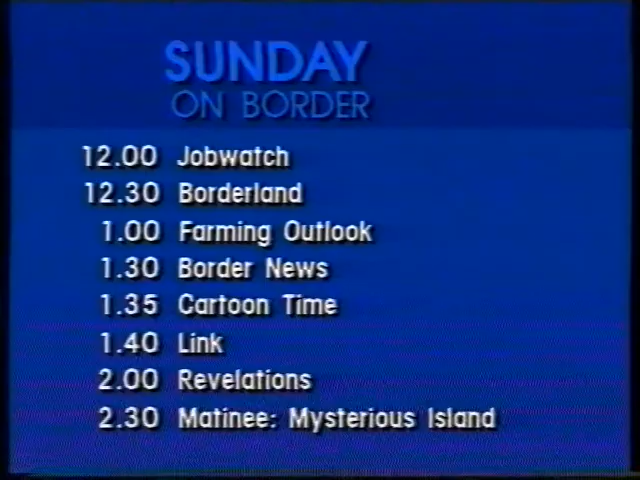 SUNDAY
ON BORDER
12.00 Jobwatch
12.30 Borderland
1.00 Farming Outlook
1.30 Border News
1.35 Cartoon Time
1.40 Link
2.00 Revelations
2.30 Matinee: Mysterious Island